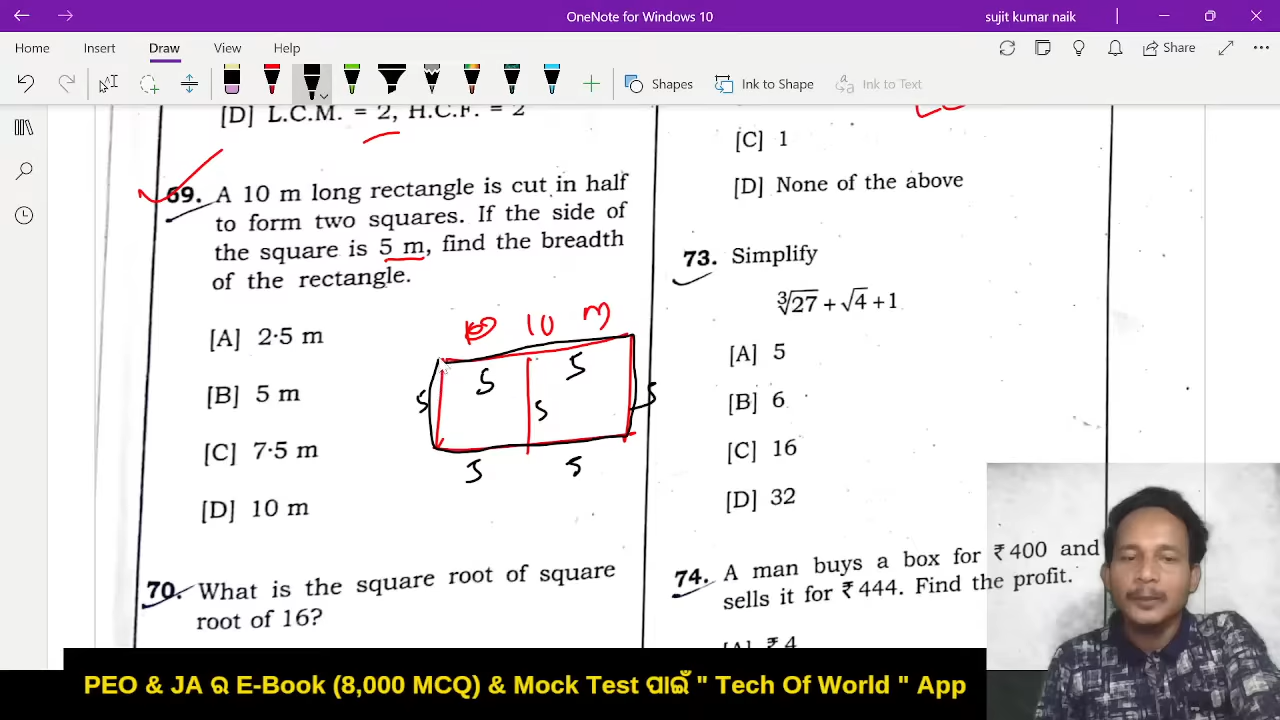 OneNote for Windows 10
sujit kumar naik
Home
Insert
Draw
View
Help
Share
Shapes
Ink to Shape
Ink to Text
[D] L.C.M. = 2, H.C.F. = 2
69. A 10 m long rectangle is cut in half
to form two squares. If the side of
the square is 5 m, find the breadth
of the rectangle.
10 m
5 5
5 5 5
5 5
[A] 2·5 m
[B] 5 m
[C] 7·5 m
[D] 10 m
70. What is the square root of square
root of 16?
[C] 1
[D] None of the above
73. Simplify
∛27 + √4 + 1
[A] 5
[B] 6
[C] 16
[D] 32
74. A man buys a box for ₹ 400 and
sells it for ₹ 444. Find the profit.
[A] ₹ 4
PEO & JA ର E-Book (8,000 MCQ) & Mock Test ପାଇଁ " Tech Of World " App